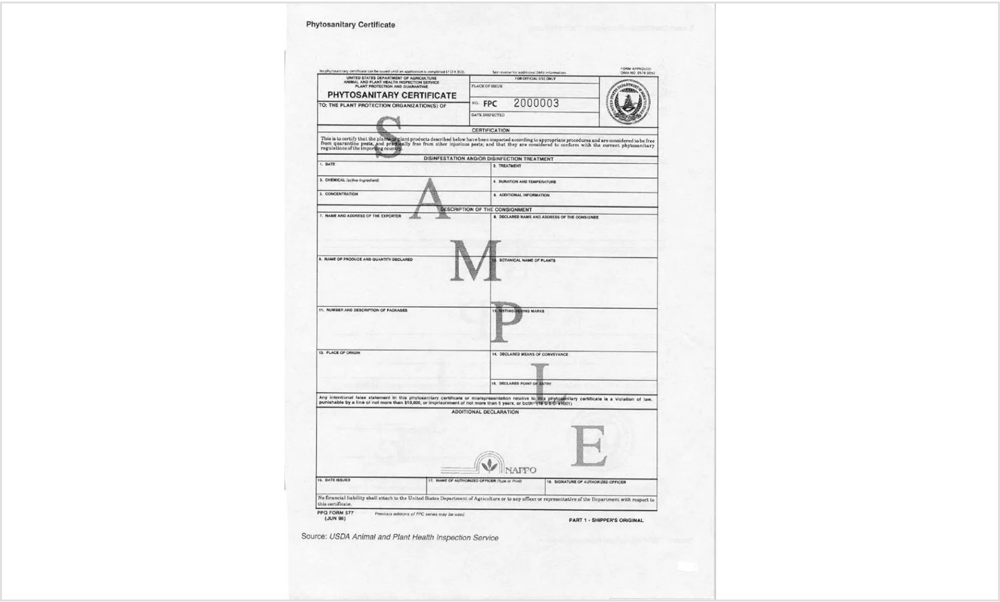 Phytosanitary Certificate
No phytosanitary certificate can be issued until an application is completed (7 CFR 353).
See reverse for additional OMB information.
FORM APPROVED
OMB NO. 0579-0052
UNITED STATES DEPARTMENT OF AGRICULTURE
ANIMAL AND PLANT HEALTH INSPECTION SERVICE
PLANT PROTECTION AND QUARANTINE
PHYTOSANITARY CERTIFICATE
FOR OFFICIAL USE ONLY
PLACE OF ISSUE
NO. FPC 2000003
DATE INSPECTED
UNITED STATES DEPARTMENT OF AGRICULTURE
TO: THE PLANT PROTECTION ORGANIZATION(S) OF
CERTIFICATION
This is to certify that the plants or plant products described below have been inspected according to appropriate procedures and are considered to be free
from quarantine pests, and practically free from other injurious pests; and that they are considered to conform with the current phytosanitary
regulations of the importing country.
DISINFESTATION AND/OR DISINFECTION TREATMENT
1. DATE
2. TREATMENT
3. CHEMICAL (active ingredient)
4. DURATION AND TEMPERATURE
5. CONCENTRATION
6. ADDITIONAL INFORMATION
DESCRIPTION OF THE CONSIGNMENT
7. NAME AND ADDRESS OF THE EXPORTER
8. DECLARED NAME AND ADDRESS OF THE CONSIGNEE
9. NAME OF PRODUCE AND QUANTITY DECLARED
10. BOTANICAL NAME OF PLANTS
11. NUMBER AND DESCRIPTION OF PACKAGES
12. DISTINGUISHING MARKS
13. PLACE OF ORIGIN
14. DECLARED MEANS OF CONVEYANCE
15. DECLARED POINT OF ENTRY
Any intentional false statement in this phytosanitary certificate or misrepresentation relative to this phytosanitary certificate is a violation of law,
punishable by a fine of not more than $10,000, or imprisonment of not more than 5 years, or both. (18 U.S.C. s1001)
ADDITIONAL DECLARATION
NAPPO
16. DATE ISSUED
17. NAME OF AUTHORIZED OFFICER (Type or Print)
18. SIGNATURE OF AUTHORIZED OFFICER
No financial liability shall attach to the United States Department of Agriculture or to any officer or representative of the Department with respect to
this certificate.
PPQ FORM 577
(JUN 96)
Previous editions of FPC series may be used
PART 1 - SHIPPER'S ORIGINAL
SAMPLE
Source: USDA Animal and Plant Health Inspection Service